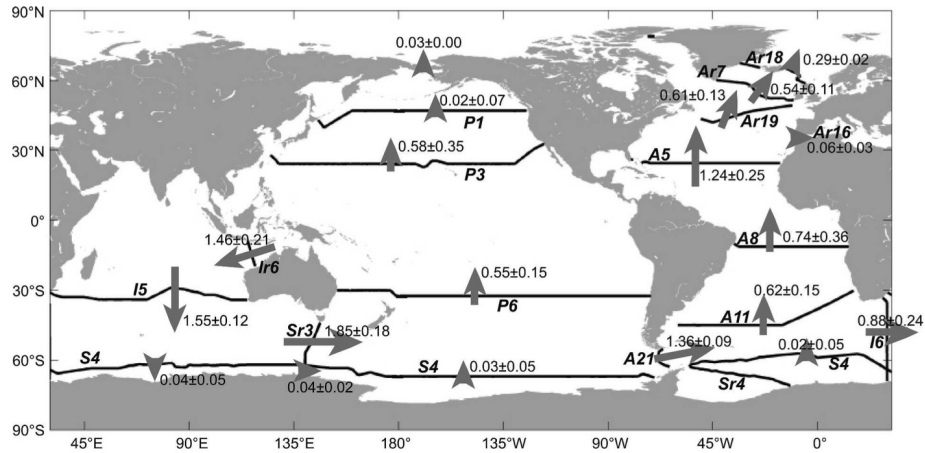 90°N
60°N
30°N
0°
30°S
60°S
90°S
0.03±0.00
0.02±0.07
P1
0.58±0.35
P3
Ar18
Ar7
0.29±0.02
0.61±0.13
0.54±0.11
Ar19
Ar16
0.06±0.03
A5
1.24±0.25
1.46±0.21
Ir6
A8
0.74±0.36
I5
1.55±0.12
0.55±0.15
P6
0.62±0.15
A11
Sr3
1.85±0.18
0.88±0.24
I6
A21
1.36±0.09
0.02±0.05
S4
0.04±0.05
0.04±0.02
S4
0.03±0.05
S4
Sr4
45°E
90°E
135°E
180°
135°W
90°W
45°W
0°